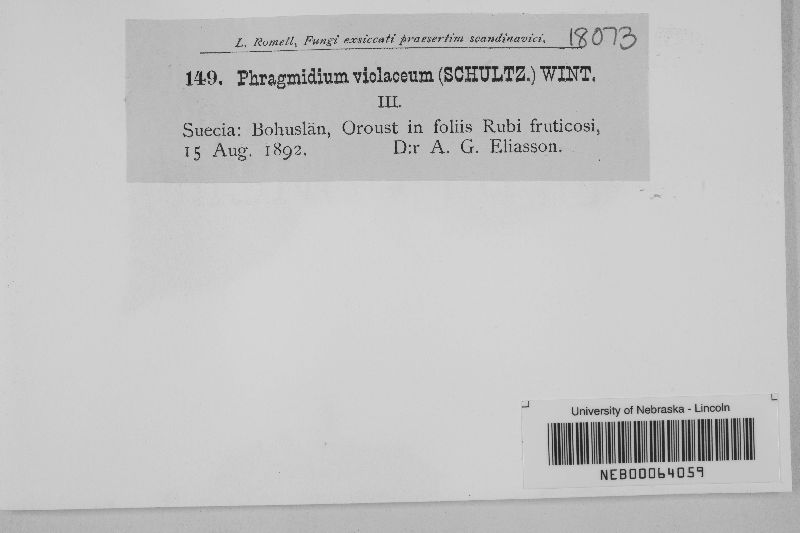 L. Romell, Fungi exsiccati praesertim scandinavici. 18073
149. Phragmidium violaceum (SCHULTZ.) WINT.
III.
Suecia: Bohuslän, Oroust in foliis Rubi fruticosi,
15 Aug. 1892. D:r A. G. Eliasson.
University of Nebraska - Lincoln
NEB00064059